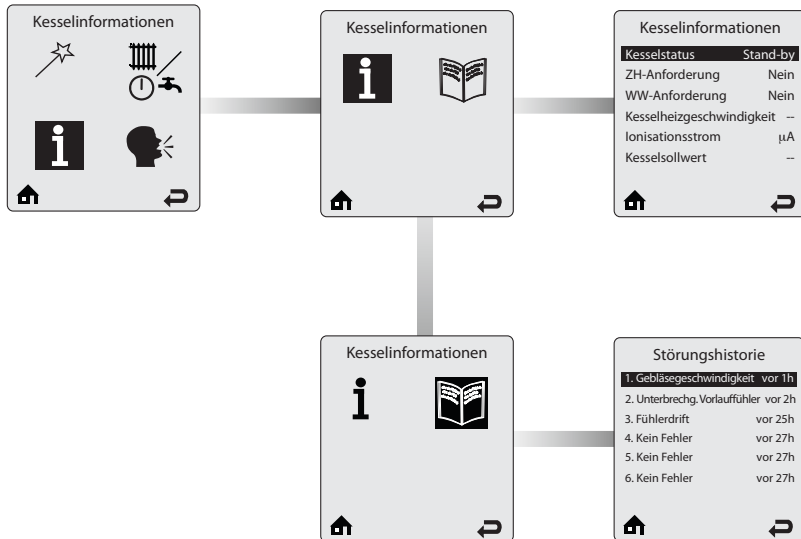 Kesselinformationen
Kesselinformationen
Kesselinformationen
Kesselstatus Stand-by
ZH-Anforderung Nein
WW-Anforderung Nein
Kesselheizgeschwindigkeit --
Ionisationsstrom µA
Kesselsollwert --
Kesselinformationen
Störungshistorie
1. Gebläsegeschwindigkeit vor 1h
2. Unterbrechg. Vorlauffühler vor 2h
3. Fühlerdrift vor 25h
4. Kein Fehler vor 27h
5. Kein Fehler vor 27h
6. Kein Fehler vor 27h